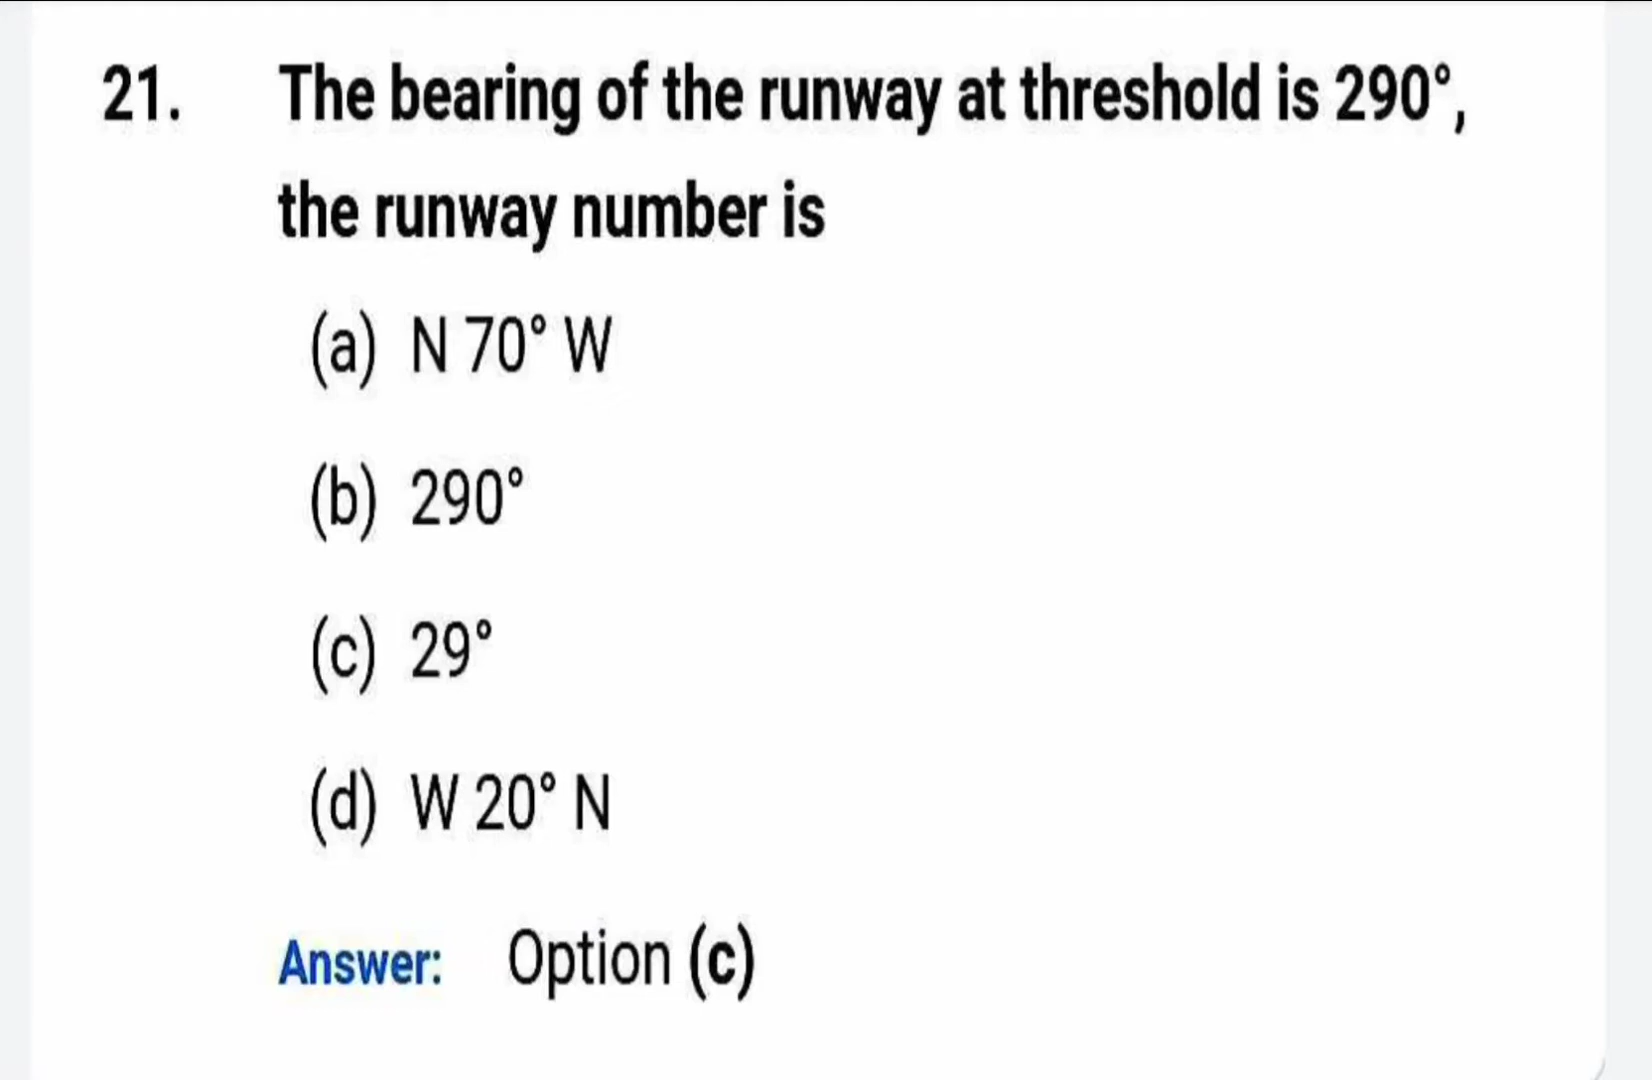 21. The bearing of the runway at threshold is 290°,
the runway number is
(a) N 70° W
(b) 290°
(c) 29°
(d) W 20° N
Answer: Option (c)